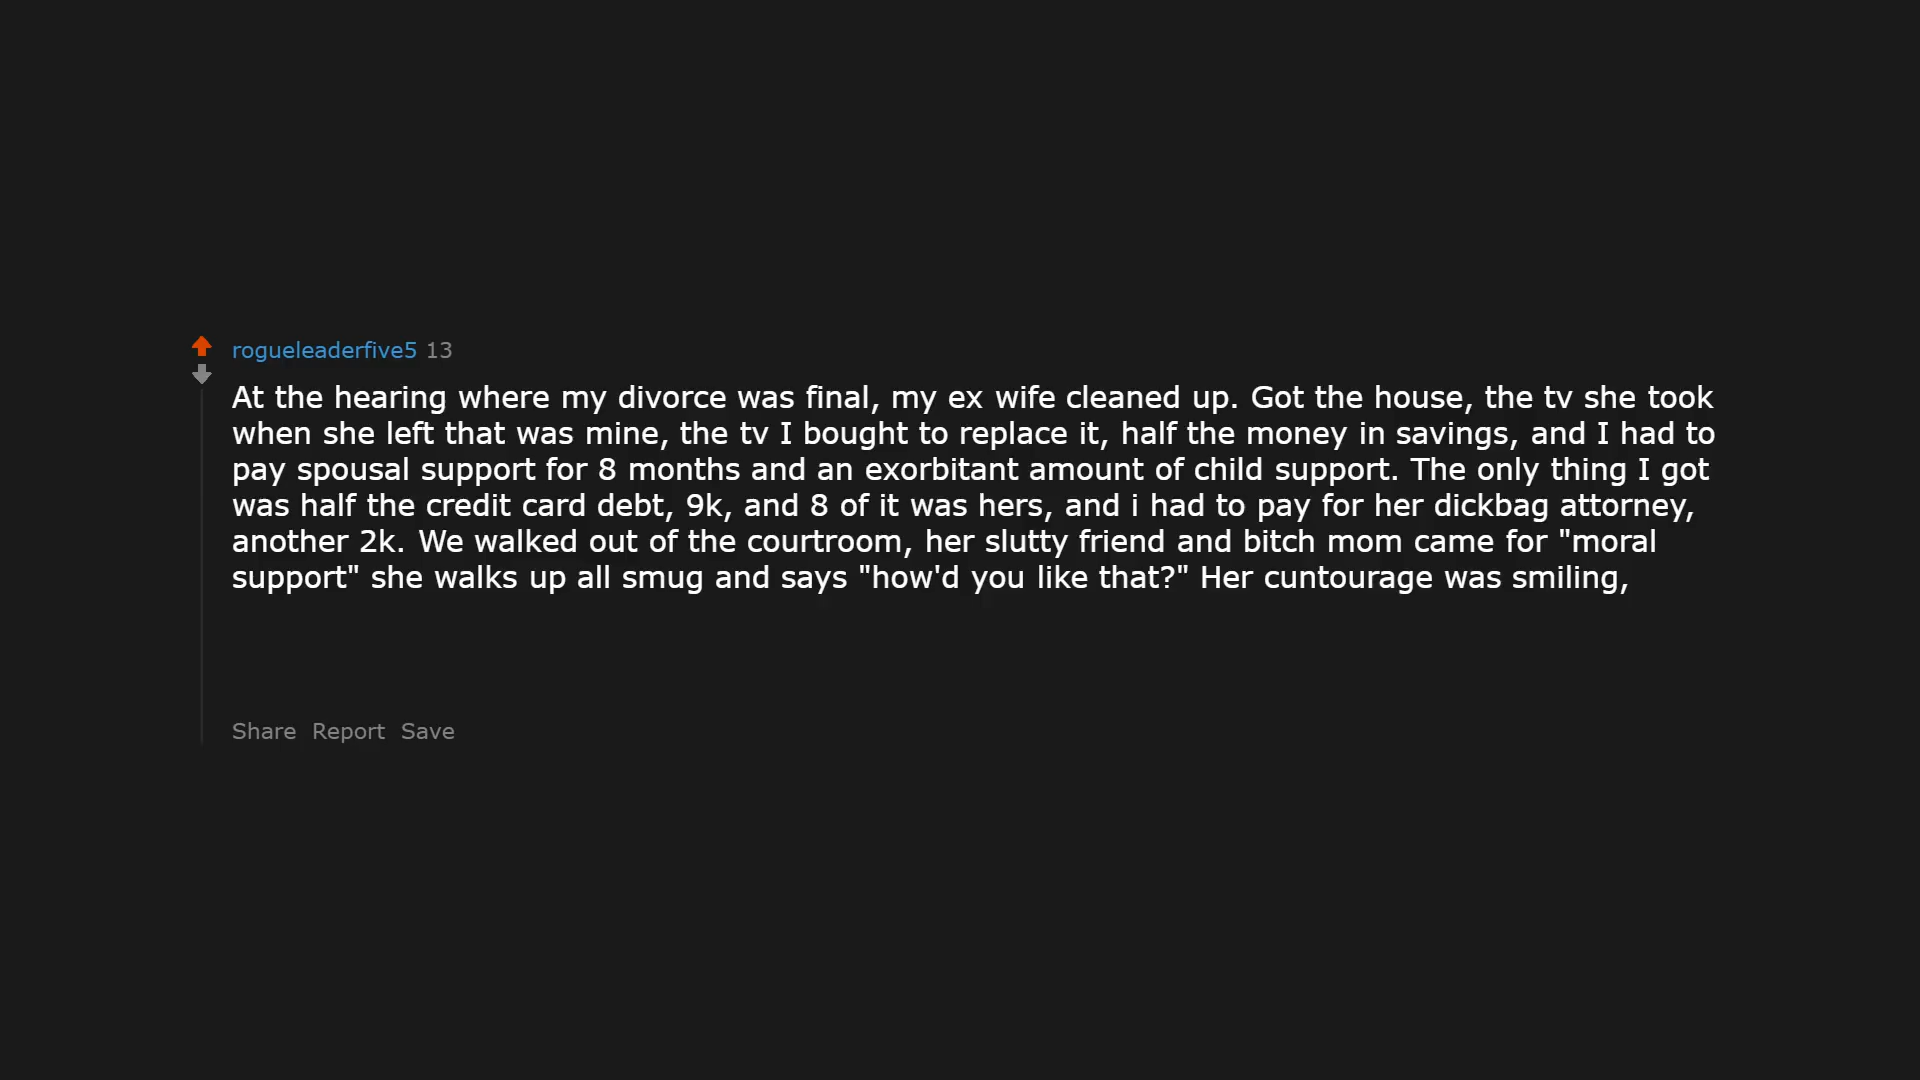 rogueleaderfive5 13
At the hearing where my divorce was final, my ex wife cleaned up. Got the house, the tv she took
when she left that was mine, the tv I bought to replace it, half the money in savings, and I had to
pay spousal support for 8 months and an exorbitant amount of child support. The only thing I got
was half the credit card debt, 9k, and 8 of it was hers, and i had to pay for her dickbag attorney,
another 2k. We walked out of the courtroom, her slutty friend and bitch mom came for "moral
support" she walks up all smug and says "how'd you like that?" Her cuntourage was smiling,
Share Report Save